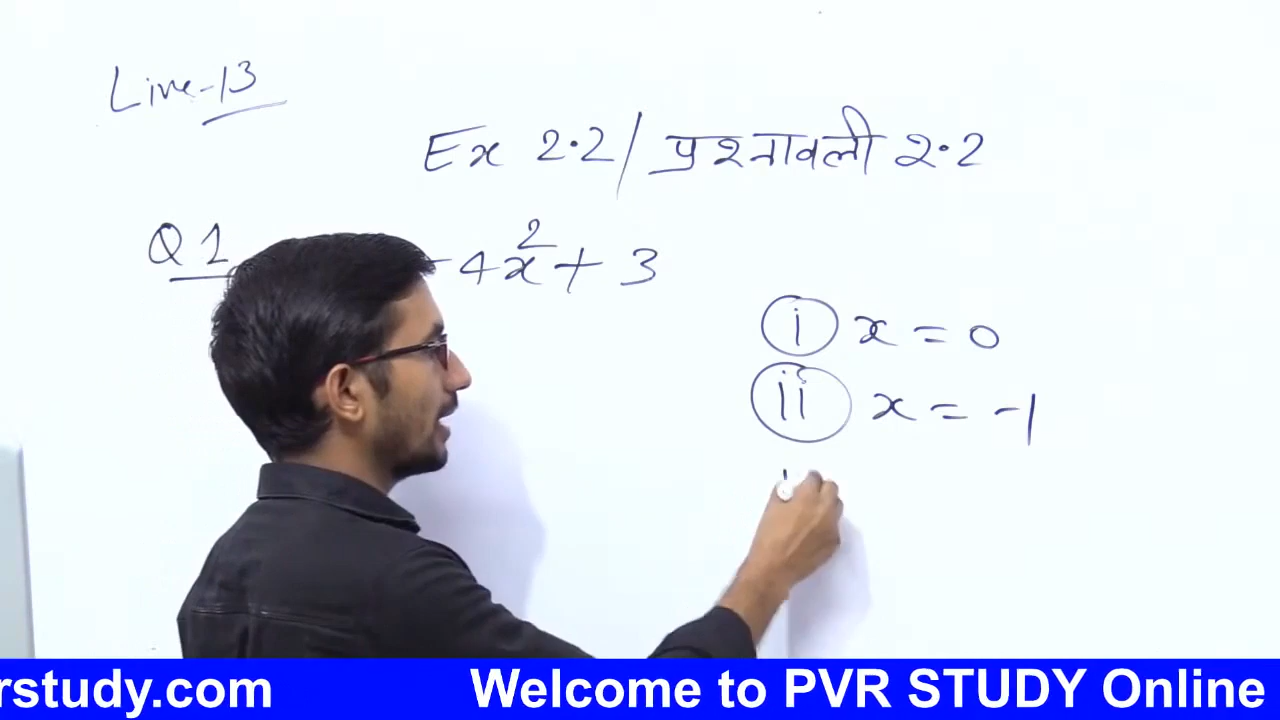 Live-13
Ex 2.2/ प्रश्नावली 2.2
Q1 -4x²+3
i x = 0
ii x = -1
rstudy.com Welcome to PVR STUDY Online